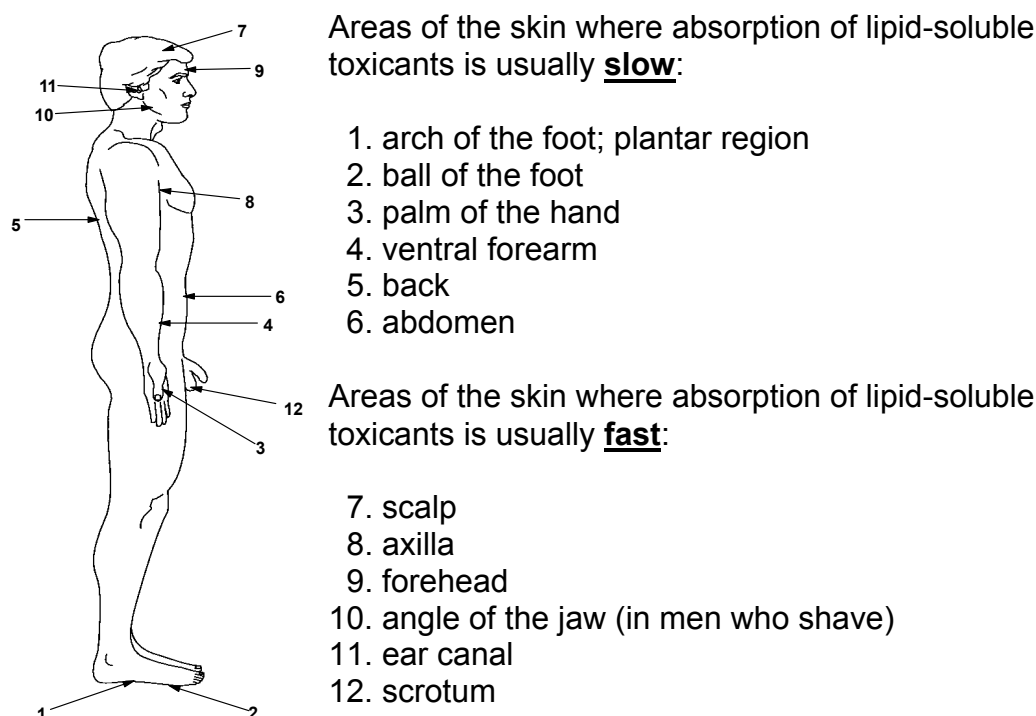 7
9
11
10
8
5
6
4
12
3
1
2
Areas of the skin where absorption of lipid-soluble
toxicants is usually slow:
1. arch of the foot; plantar region
2. ball of the foot
3. palm of the hand
4. ventral forearm
5. back
6. abdomen
Areas of the skin where absorption of lipid-soluble
toxicants is usually fast:
7. scalp
8. axilla
9. forehead
10. angle of the jaw (in men who shave)
11. ear canal
12. scrotum